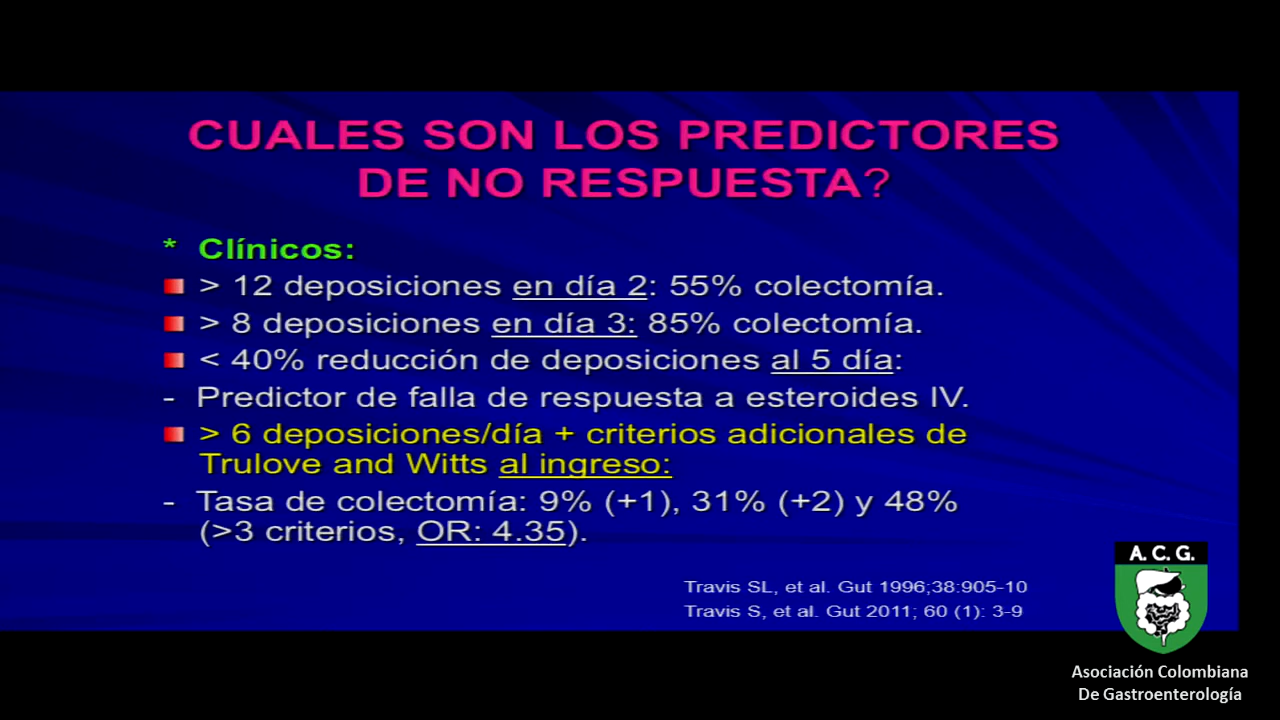 CUALES SON LOS PREDICTORES
DE NO RESPUESTA?
* Clínicos:
> 12 deposiciones en día 2: 55% colectomía.
> 8 deposiciones en día 3: 85% colectomía.
< 40% reducción de deposiciones al 5 día:
- Predictor de falla de respuesta a esteroides IV.
> 6 deposiciones/día + criterios adicionales de
Trulove and Witts al ingreso:
- Tasa de colectomía: 9% (+1), 31% (+2) y 48%
(>3 criterios, OR: 4.35).
Travis SL, et al. Gut 1996;38:905-10
Travis S, et al. Gut 2011; 60 (1): 3-9
A. C. G.
Asociación Colombiana
De Gastroenterología